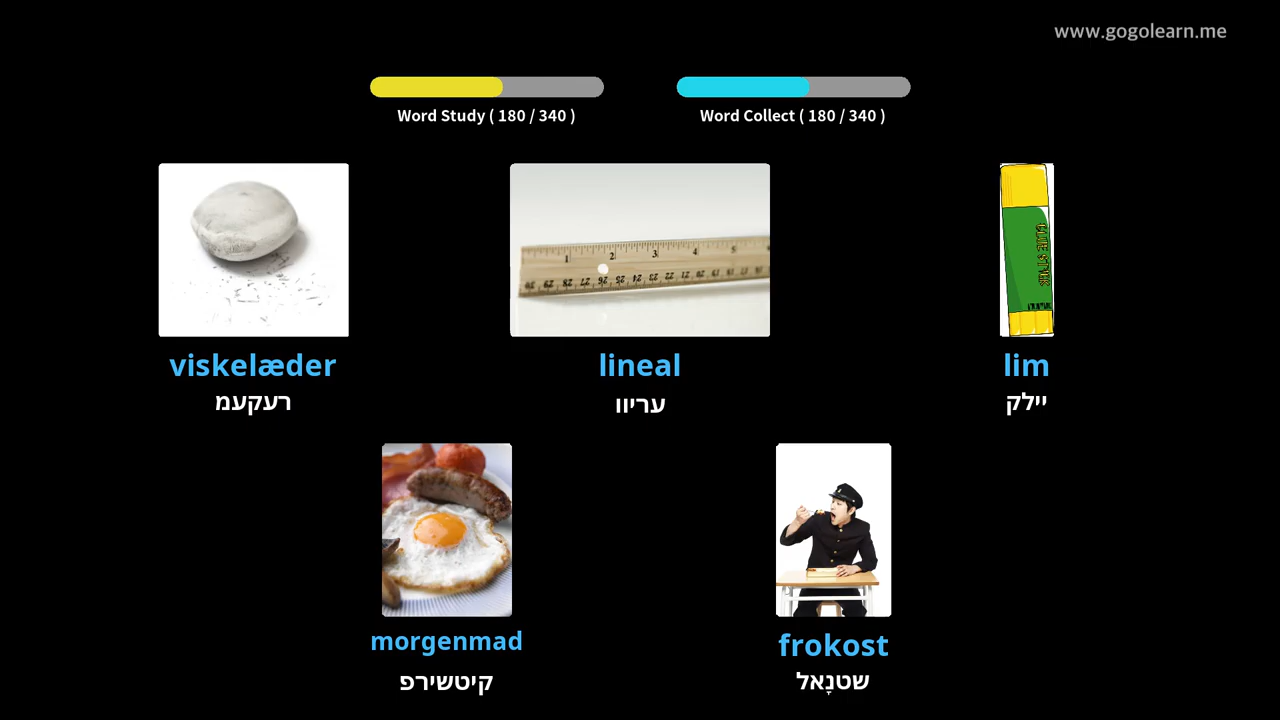 www.gogolearn.me
Word Study ( 180 / 340 )
Word Collect ( 180 / 340 )
viskelæder
רעקעמ
lineal
עריוו
lim
יילק
morgenmad
קיטשירפ
frokost
שטנָאל